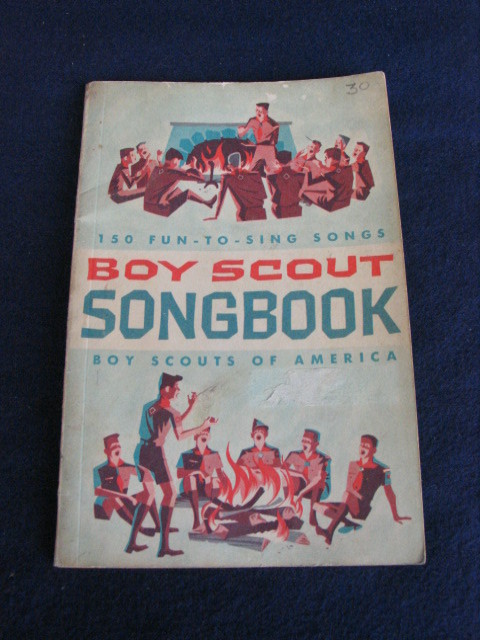 30
150 FUN-TO-SING SONGS
BOY SCOUT
SONGBOOK
BOY SCOUTS OF AMERICA